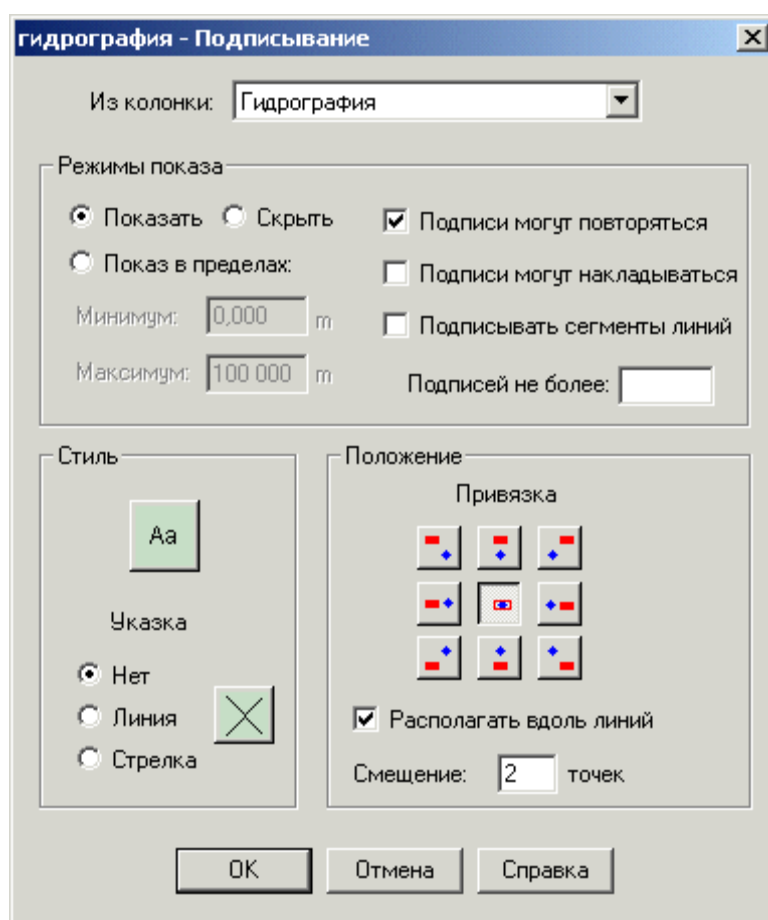 гидрография - Подписывание
Из колонки: Гидрография
Режимы показа
Показать Скрыть
Показ в пределах:
Минимум: 0,000 m
Максимум: 100 000 m
Подписи могут повторяться
Подписи могут накладываться
Подписывать сегменты линий
Подписей не более:
Стиль
Aa
Указка
Нет
Линия
Стрелка
Положение
Привязка
Располагать вдоль линий
Смещение: 2 точек
OK Отмена Справка